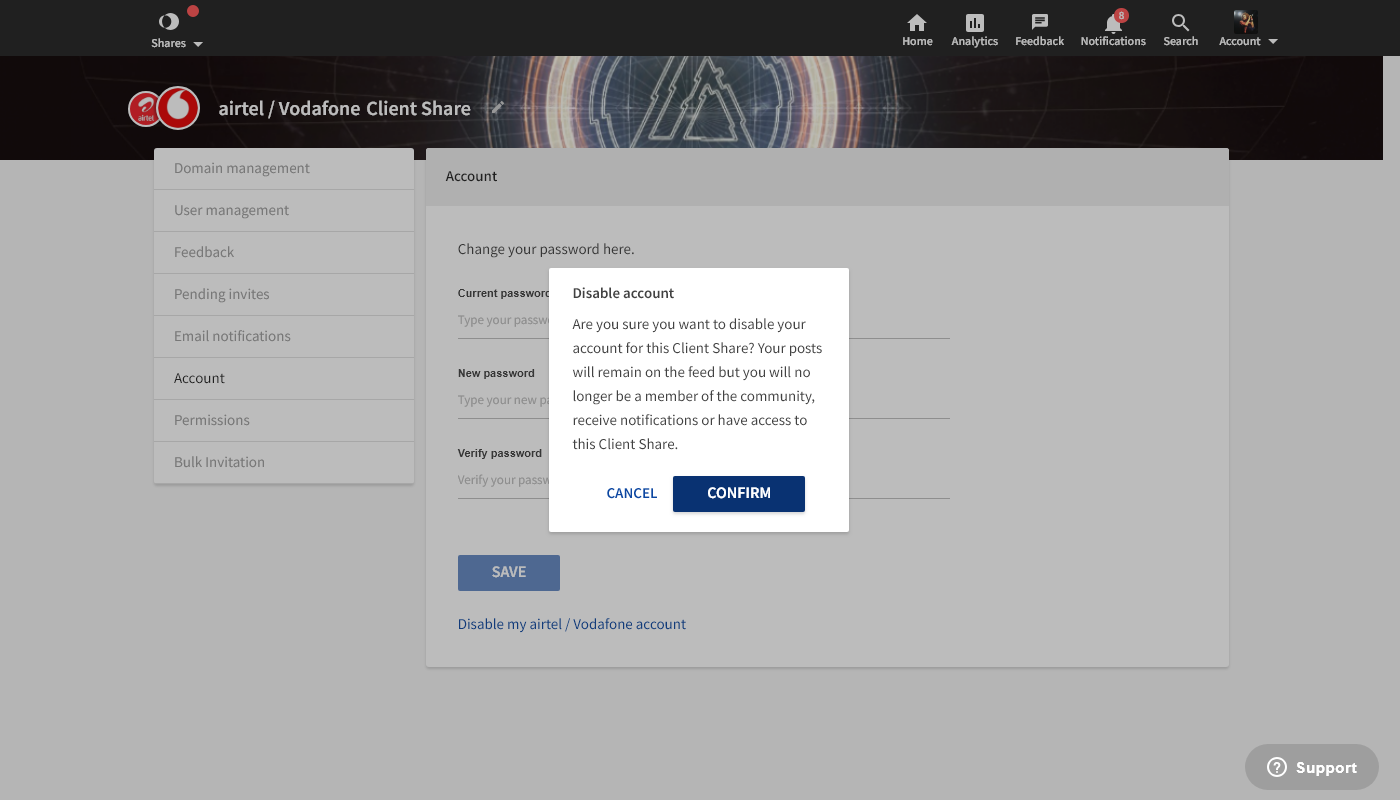 Shares
Home
Analytics
Feedback
8
Notifications
Search
Account
airtel
airtel / Vodafone Client Share
Domain management
User management
Feedback
Pending invites
Email notifications
Account
Permissions
Bulk Invitation
Account
Change your password here.
Current password
Type your passw
New password
Type your new pa
Verify password
Verify your passw
SAVE
Disable my airtel / Vodafone account
Disable account
Are you sure you want to disable your
account for this Client Share? Your posts
will remain on the feed but you will no
longer be a member of the community,
receive notifications or have access to
this Client Share.
CANCEL
CONFIRM
Support